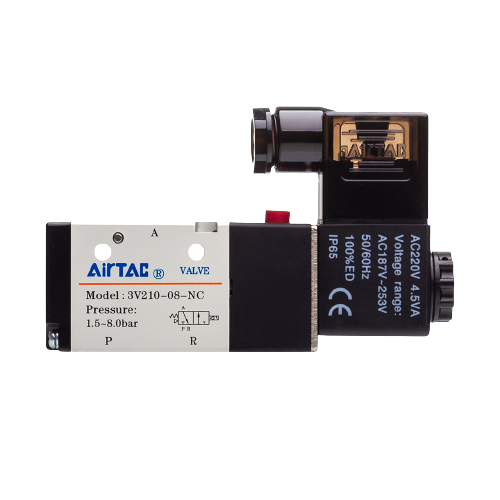 A
AirTAC ® VALVE
Model : 3V210-08-NC
Pressure:
1.5~8.0bar
A
P R
P R
AIRTAC
AC220V 4.5VA
Voltage range:
AC187V-253V
50/60Hz
100%ED
IP65
CE